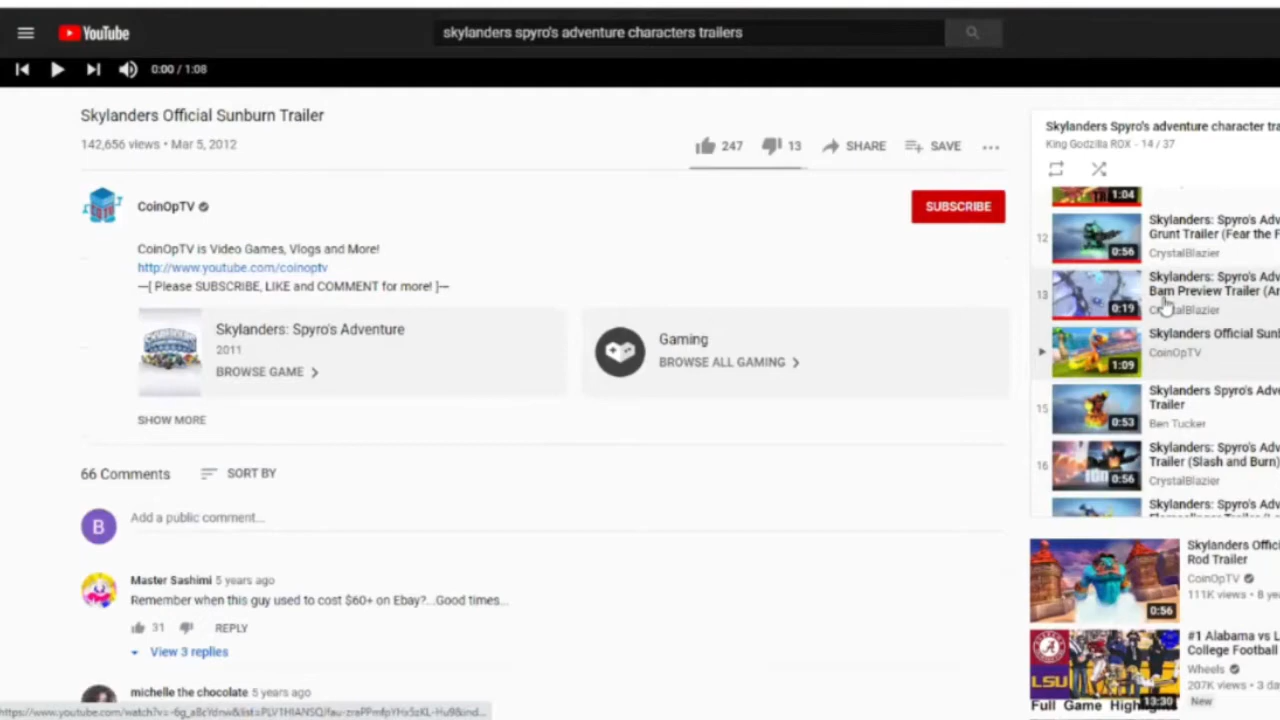 YouTube
skylanders spyro's adventure characters trailers
0:00 / 1:08
Skylanders Official Sunburn Trailer
142,656 views • Mar 5, 2012
247
13
SHARE
SAVE
CoinOpTV
SUBSCRIBE
CoinOpTV is Video Games, Vlogs and More!
http://www.youtube.com/coinoptv
—[ Please SUBSCRIBE, LIKE and COMMENT for more! ]—
Skylanders: Spyro's Adventure
2011
BROWSE GAME
Gaming
BROWSE ALL GAMING
SHOW MORE
66 Comments
SORT BY
B
Add a public comment...
Master Sashimi 5 years ago
Remember when this guy used to cost $60+ on Ebay?...Good times...
31
REPLY
View 3 replies
michelle the chocolate 5 years ago
Skylanders Spyro's adventure character tra
King Godzilla ROX - 14 / 37
1:04
12
0:56
Skylanders: Spyro's Adv
Grunt Trailer (Fear the F
CrystalBlazier
13
0:19
Skylanders: Spyro's Adv
Bam Preview Trailer (Ar
CrystalBlazier
1:09
Skylanders Official Sun
CoinOpTV
15
0:53
Skylanders Spyro's Adve
Trailer
Ben Tucker
16
0:56
Skylanders: Spyro's Adv
Trailer (Slash and Burn)
CrystalBlazier
Skylanders: Spyro's Adv
0:56
Skylanders Offici
Rod Trailer
CoinOpTV
111K views • 8 ye
LSU
Full Game Highlights
13:30
#1 Alabama vs L
College Football
Wheels
207K views • 3 da
New